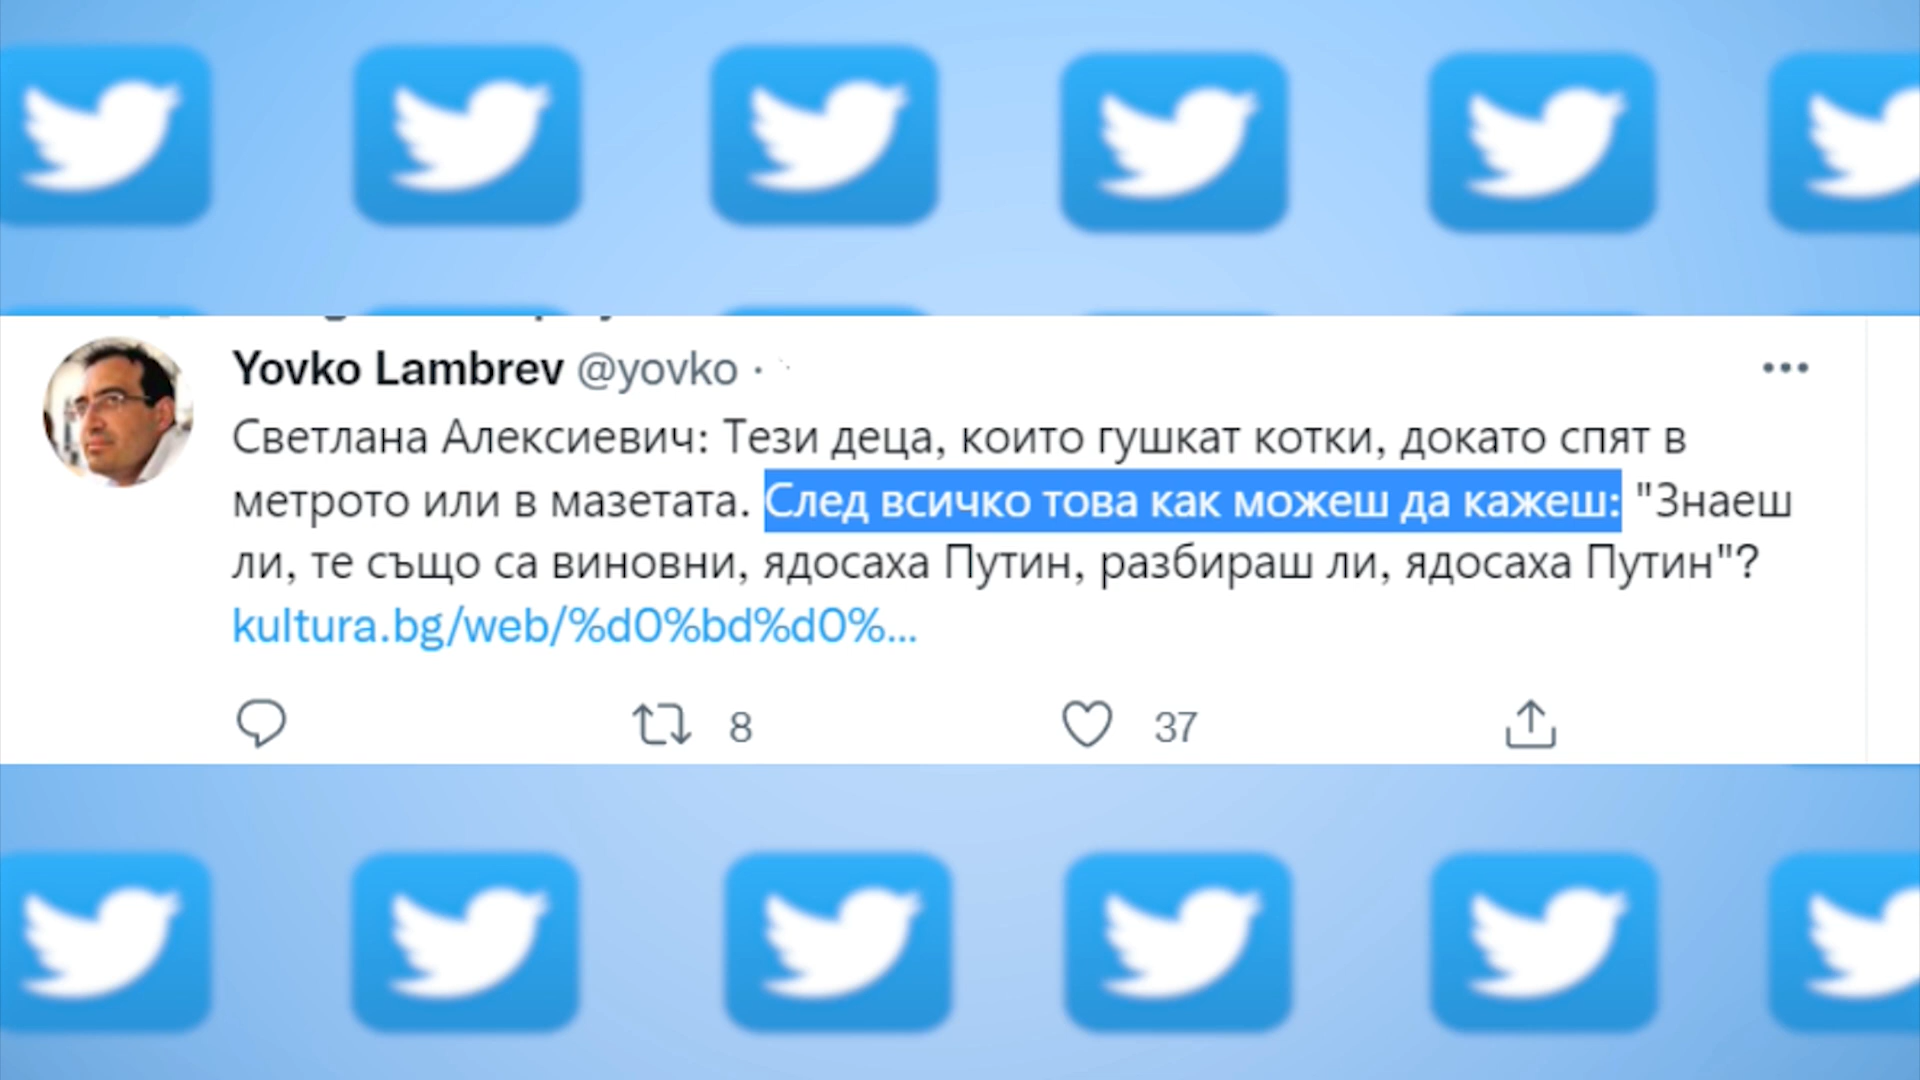 Yovko Lambrev @yovko ·
Светлана Алексиевич: Тези деца, които гушкат котки, докато спят в
метрото или в мазетата. След всичко това как можеш да кажеш: "Знаеш
ли, те също са виновни, ядосаха Путин, разбираш ли, ядосаха Путин"?
kultura.bg/web/%d0%bd%d0%...
8 37